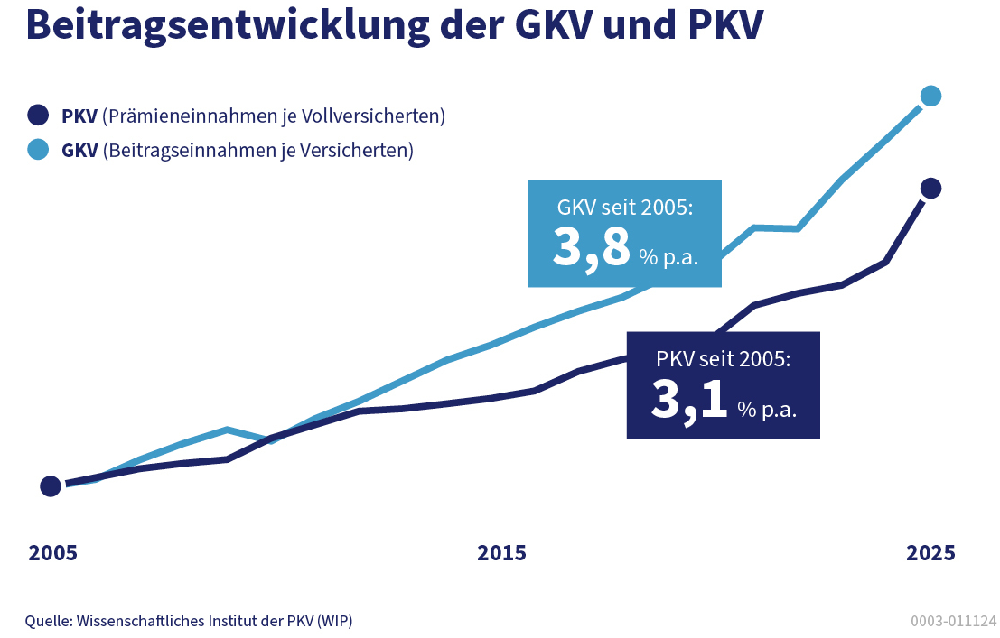 Beitragsentwicklung der GKV und PKV
PKV (Prämieneinnahmen je Vollversicherten)
GKV (Beitragseinnahmen je Versicherten)
GKV seit 2005:
3,8 % p.a.
PKV seit 2005:
3,1 % p.a.
2005 2015 2025
Quelle: Wissenschaftliches Institut der PKV (WIP) 0003-011124